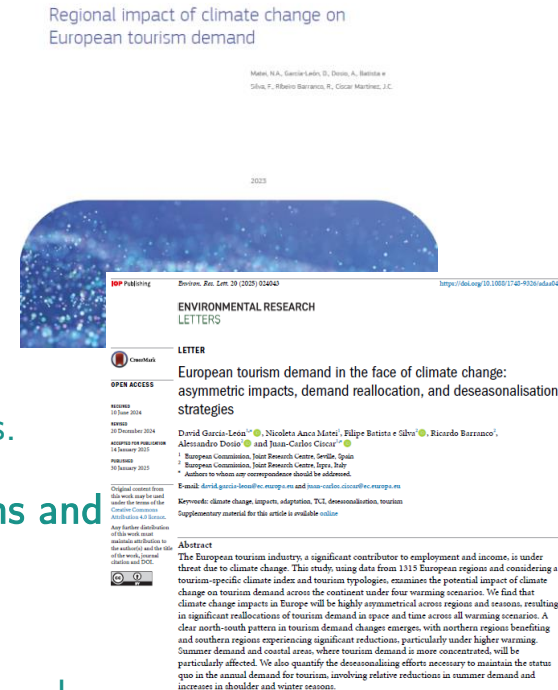 Regional impact of climate change on
European tourism demand
Matei, N.A., García-León, D., Dosio, A., Batista e
Silva, F., Ribeiro Barranco, R., Ciscar Martinez, J.C.
2023
IOP Publishing
Environ. Res. Lett. 20 (2025) 024043
https://doi.org/10.1088/1748-9326/adaa04
ENVIRONMENTAL RESEARCH
LETTERS
CrossMark
OPEN ACCESS
RECEIVED
10 June 2024
REVISED
20 December 2024
ACCEPTED FOR PUBLICATION
14 January 2025
PUBLISHED
30 January 2025
Original content from
this work may be used
under the terms of the
Creative Commons
Attribution 4.0 licence.
Any further distribution
of this work must
maintain attribution to
the author(s) and the title
of the work, journal
citation and DOI.
LETTER
European tourism demand in the face of climate change:
asymmetric impacts, demand reallocation, and deseasonalisation
strategies
David García-León, Nicoleta Anca Matei, Filipe Batista e Silva, Ricardo Barranco,
Alessandro Dosio and Juan-Carlos Ciscar
1 European Commission, Joint Research Centre, Seville, Spain
2 European Commission, Joint Research Centre, Ispra, Italy
* Authors to whom any correspondence should be addressed.
E-mail: david.garcia-leon@ec.europa.eu and juan-carlos.ciscar@ec.europa.eu
Keywords: climate change, impacts, adaptation, TCI, deseasonalisation, tourism
Supplementary material for this article is available online
Abstract
The European tourism industry, a significant contributor to employment and income, is under
threat due to climate change. This study, using data from 1315 European regions and considering a
tourism-specific climate index and tourism typologies, examines the potential impact of climate
change on tourism demand across the continent under four warming scenarios. We find that
climate change impacts in Europe will be highly asymmetrical across regions and seasons, resulting
in significant reallocations of tourism demand in space and time across all warming scenarios. A
clear north-south pattern in tourism demand changes emerges, with northern regions benefiting
and southern regions experiencing significant reductions, particularly under higher warming.
Summer demand and coastal areas, where tourism demand is more concentrated, will be
particularly affected. We also quantify the deseasonalising efforts necessary to maintain the status
quo in the annual demand for tourism, involving relative reductions in summer demand and
increases in shoulder and winter seasons.
s.
ns and